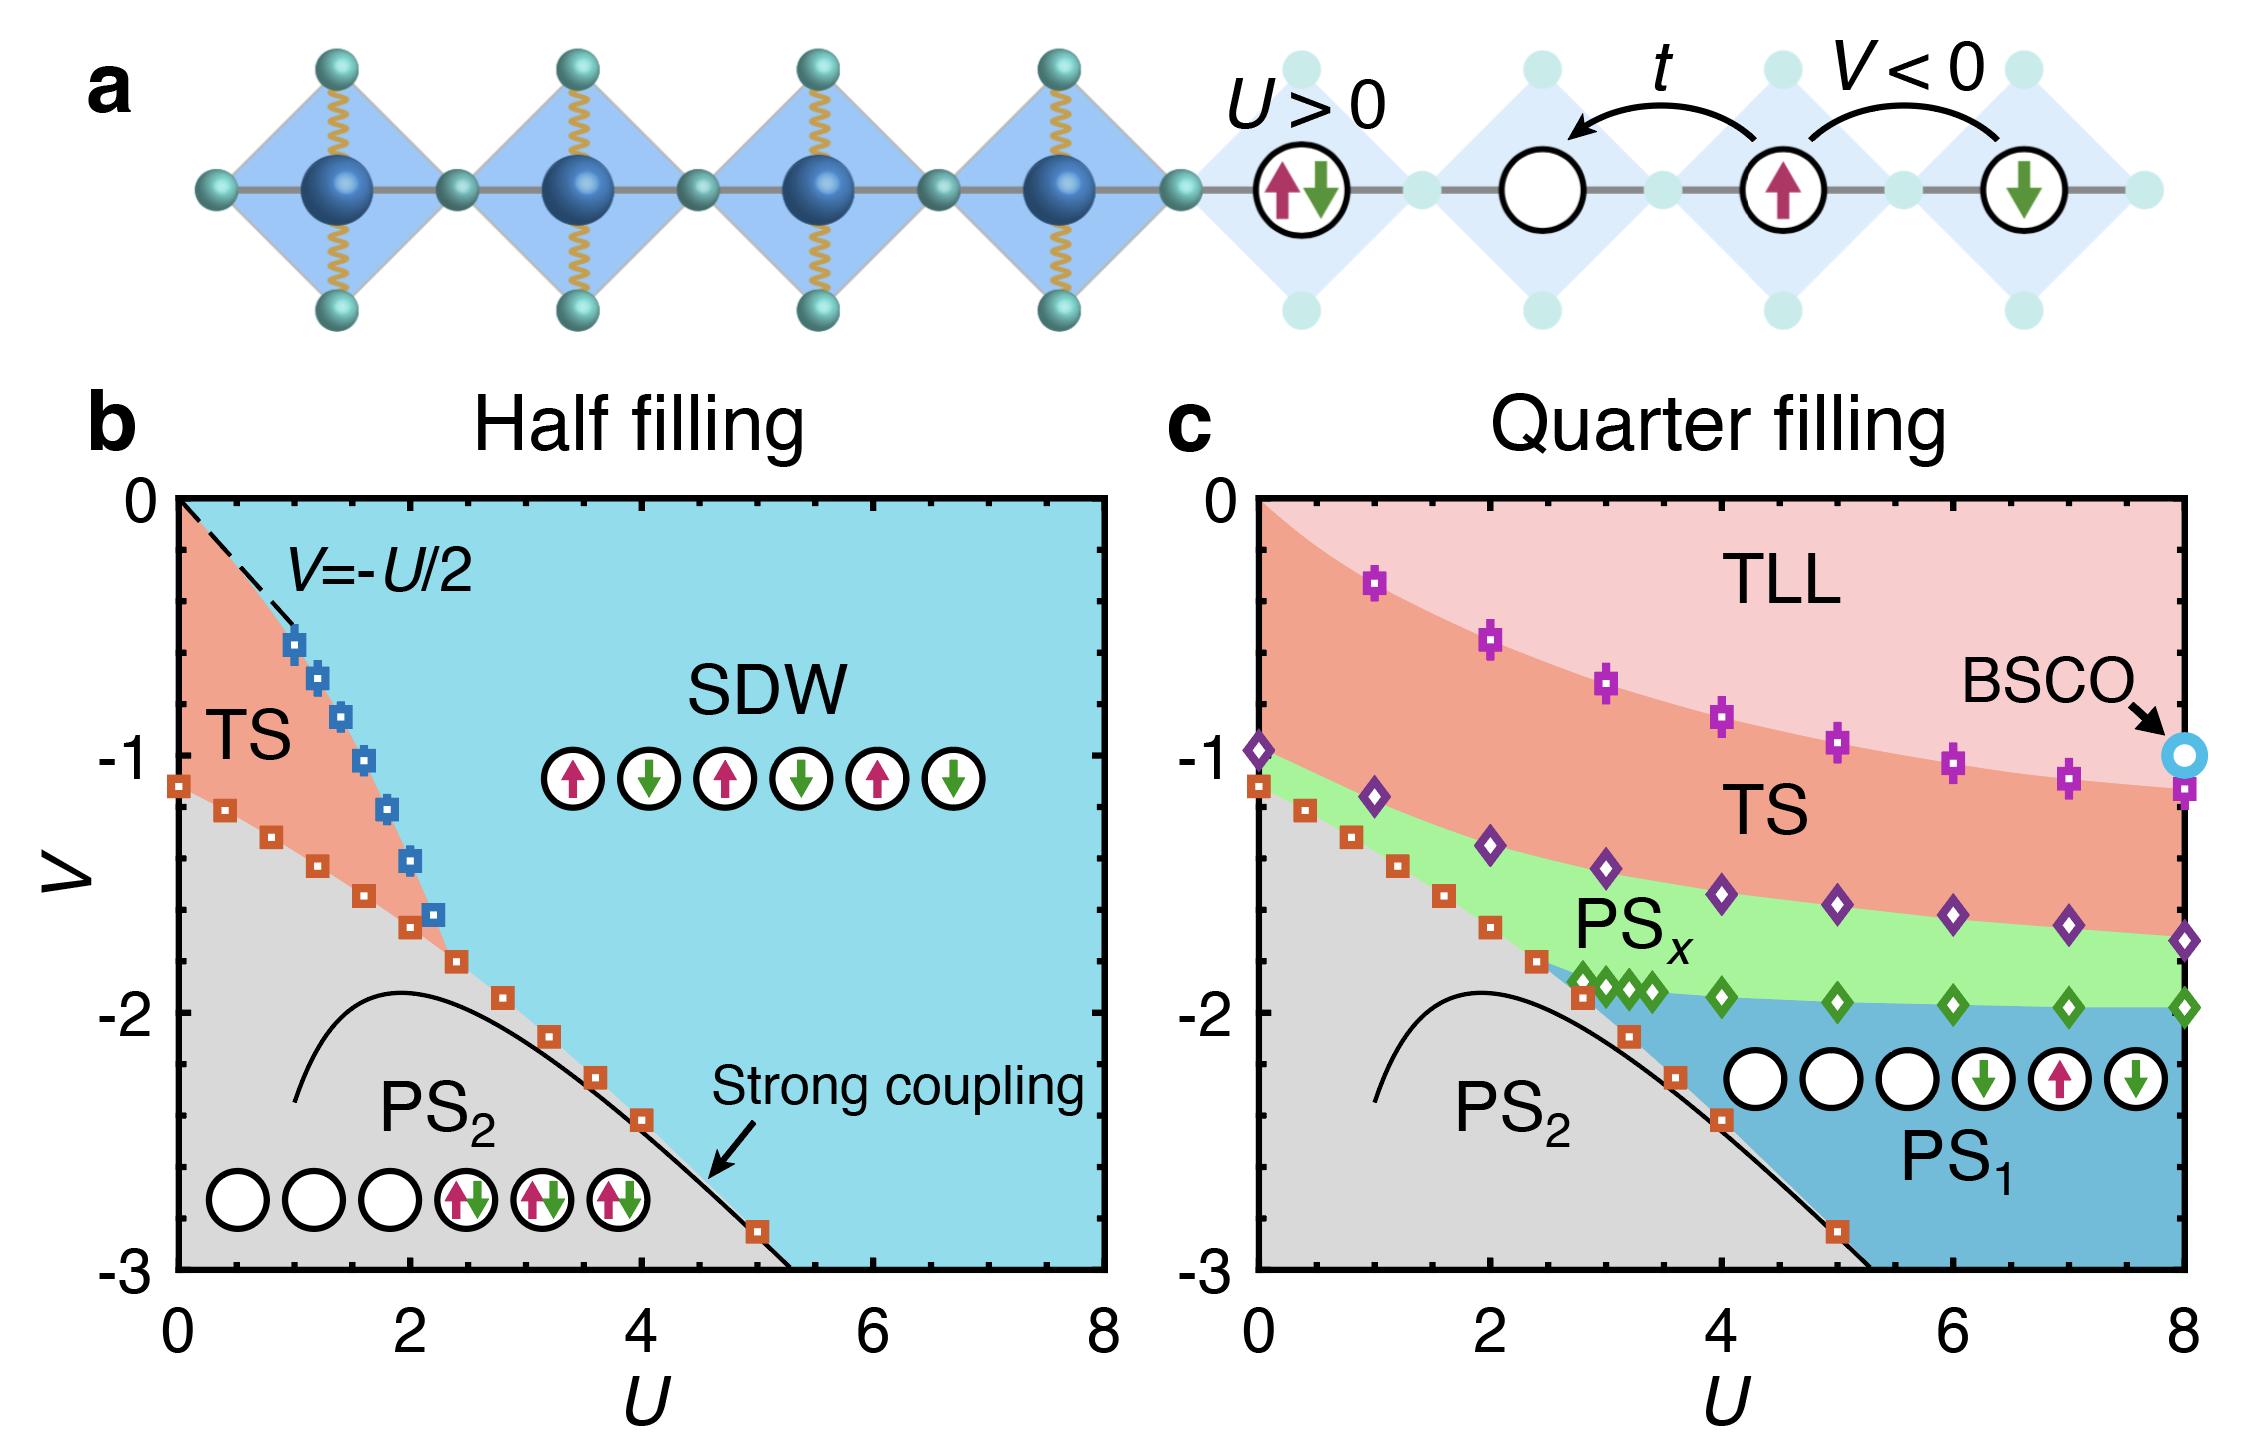 a
U > 0
t
V < 0
b
Half filling
c
Quarter filling
0
-1
-2
-3
V
V=-U/2
TS
SDW
PS2
Strong coupling
0
2
4
6
8
U
0
-1
-2
-3
TLL
BSCO
TS
PSx
PS2
PS1
0
2
4
6
8
U